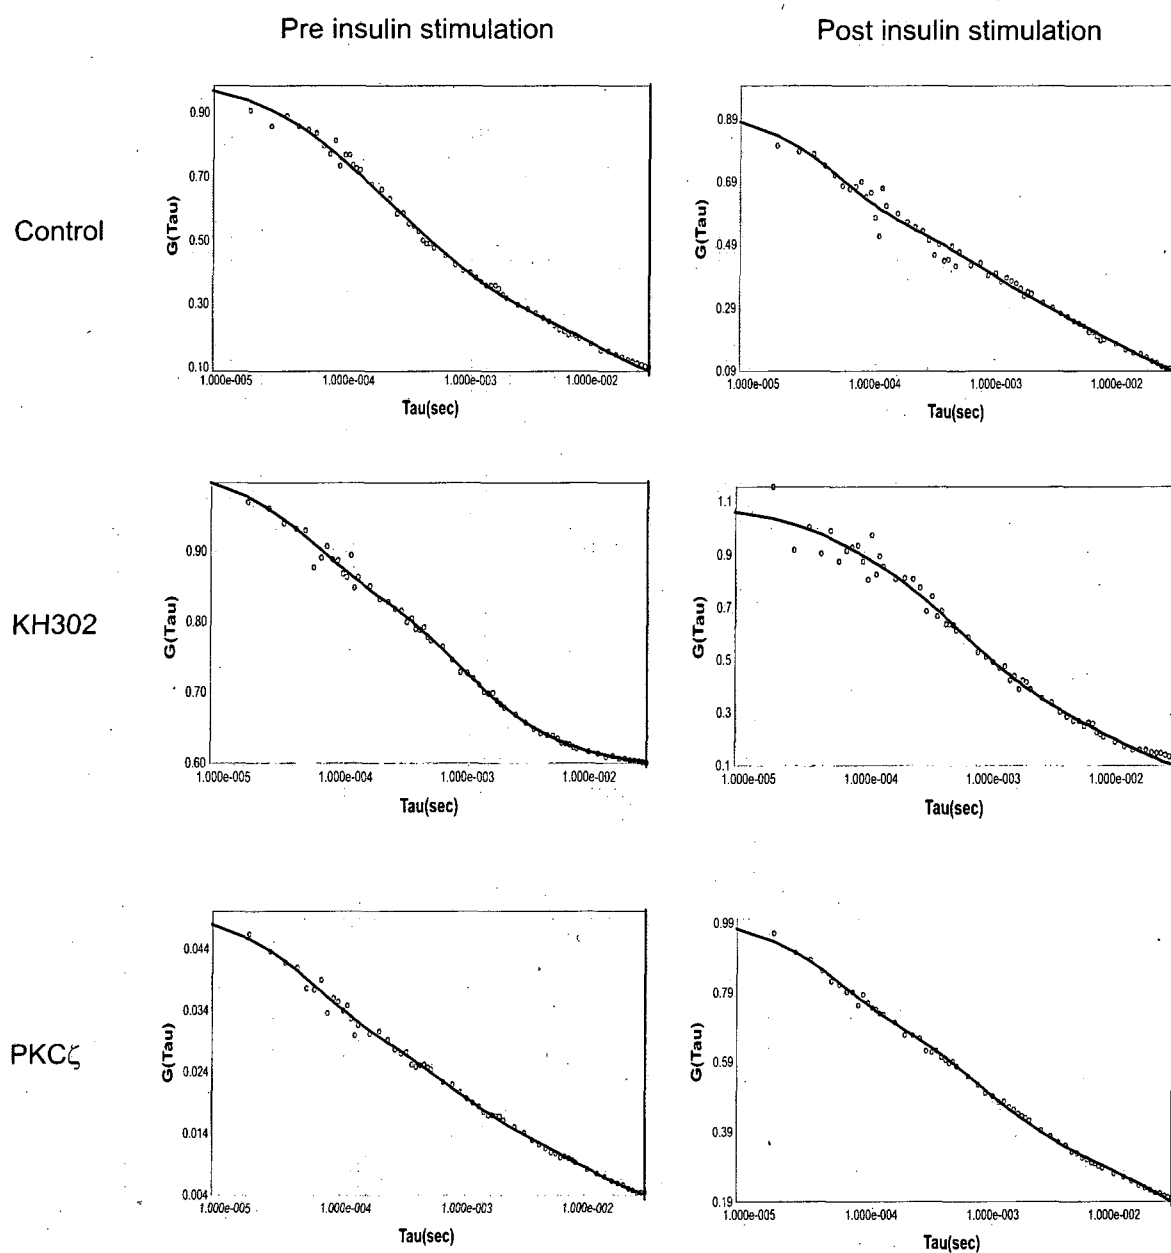 Pre insulin stimulation
Post insulin stimulation
Control
G(Tau)
0.90
0.70
0.50
0.30
0.10
1.000e-005
1.000e-004
1.000e-003
1.000e-002
Tau(sec)
G(Tau)
0.89
0.69
0.49
0.29
0.09
1.000e-005
1.000e-004
1.000e-003
1.000e-002
Tau(sec)
KH302
G(Tau)
0.90
0.80
0.70
0.60
1.000e-005
1.000e-004
1.000e-003
1.000e-002
Tau(sec)
G(Tau)
1.1
0.9
0.7
0.5
0.3
0.1
1.000e-005
1.000e-004
1.000e-003
1.000e-002
Tau(sec)
PKCζ
G(Tau)
0.044
0.034
0.024
0.014
0.004
1.000e-005
1.000e-004
1.000e-003
1.000e-002
Tau(sec)
G(Tau)
0.99
0.79
0.59
0.39
0.19
1.000e-005
1.000e-004
1.000e-003
1.000e-002
Tau(sec)